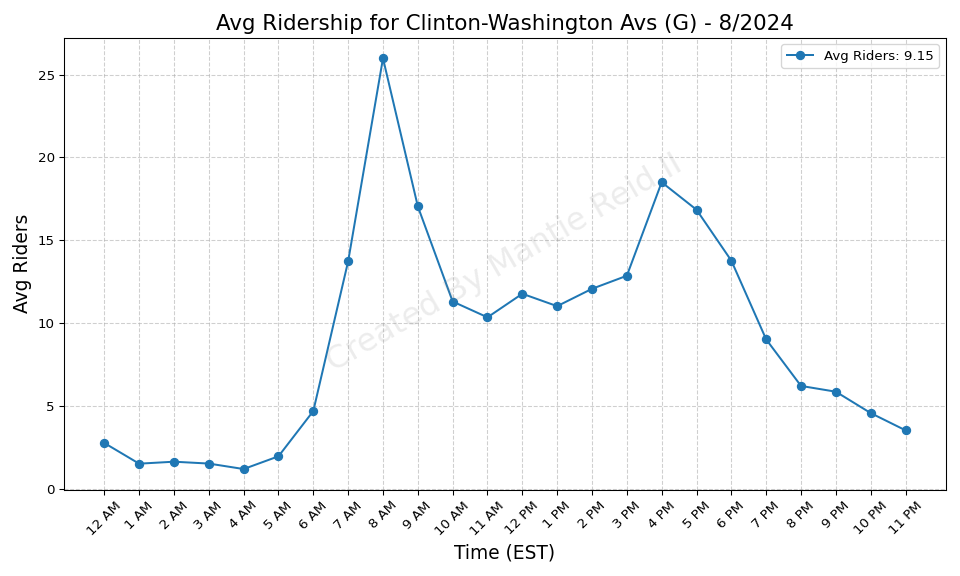 Avg Ridership for Clinton-Washington Avs (G) - 8/2024
Avg Riders: 9.15
25
20
15
10
5
0
Avg Riders
Created By Mantie Reid II
12 AM
1 AM
2 AM
3 AM
4 AM
5 AM
6 AM
7 AM
8 AM
9 AM
10 AM
11 AM
12 PM
1 PM
2 PM
3 PM
4 PM
5 PM
6 PM
7 PM
8 PM
9 PM
10 PM
11 PM
Time (EST)